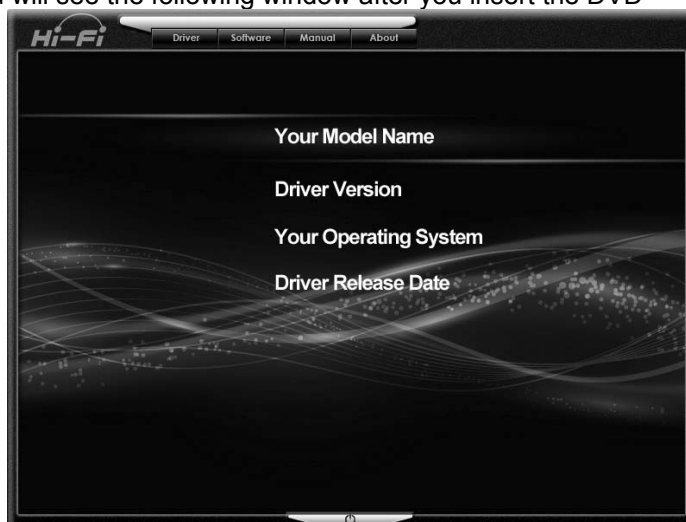 will see the following window after you insert the DVD
Hi-Fi
Driver Software Manual About
Your Model Name
Driver Version
Your Operating System
Driver Release Date